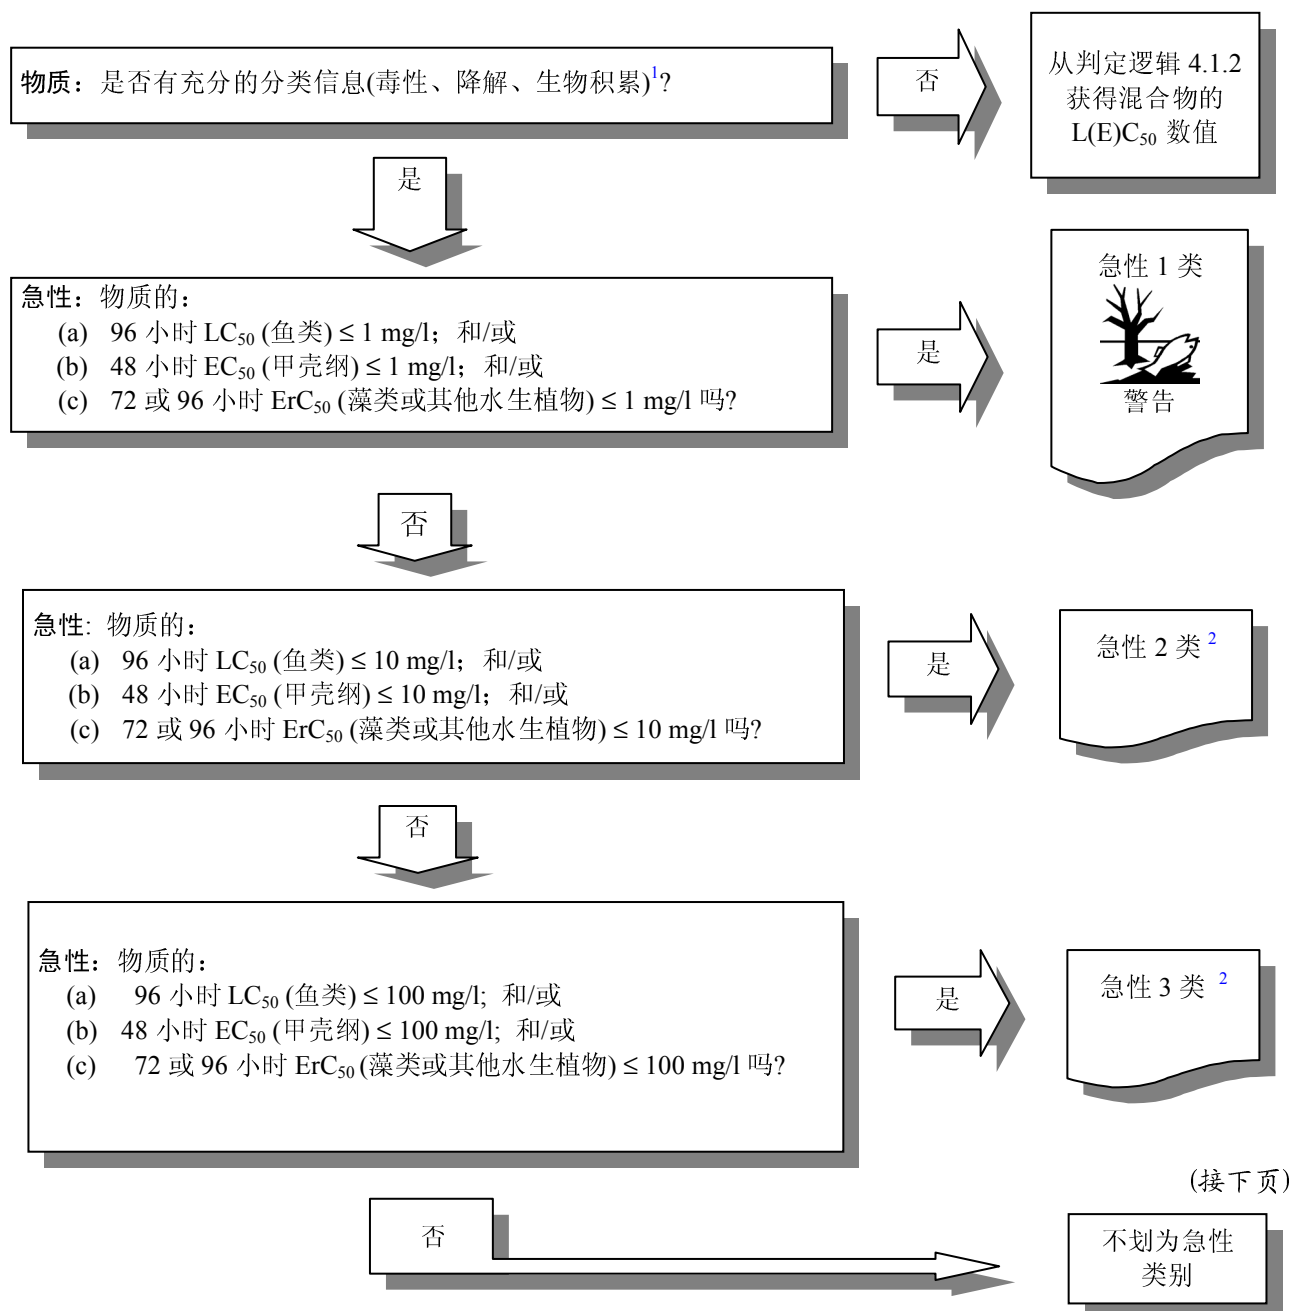 物质：是否有充分的分类信息(毒性、降解、生物积累)¹?
否
从判定逻辑 4.1.2
获得混合物的
L(E)C₅₀ 数值
是
急性：物质的：
(a) 96 小时 LC₅₀ (鱼类) ≤ 1 mg/l；和/或
(b) 48 小时 EC₅₀ (甲壳纲) ≤ 1 mg/l；和/或
(c) 72 或 96 小时 ErC₅₀ (藻类或其他水生植物) ≤ 1 mg/l 吗?
是
急性 1 类
警告
否
急性: 物质的：
(a) 96 小时 LC₅₀ (鱼类) ≤ 10 mg/l；和/或
(b) 48 小时 EC₅₀ (甲壳纲) ≤ 10 mg/l；和/或
(c) 72 或 96 小时 ErC₅₀ (藻类或其他水生植物) ≤ 10 mg/l 吗?
是
急性 2 类 ²
否
急性：物质的：
(a) 96 小时 LC₅₀ (鱼类) ≤ 100 mg/l; 和/或
(b) 48 小时 EC₅₀ (甲壳纲) ≤ 100 mg/l; 和/或
(c) 72 或 96 小时 ErC₅₀ (藻类或其他水生植物) ≤ 100 mg/l 吗?
是
急性 3 类 ²
(接下页)
否
不划为急性
类别